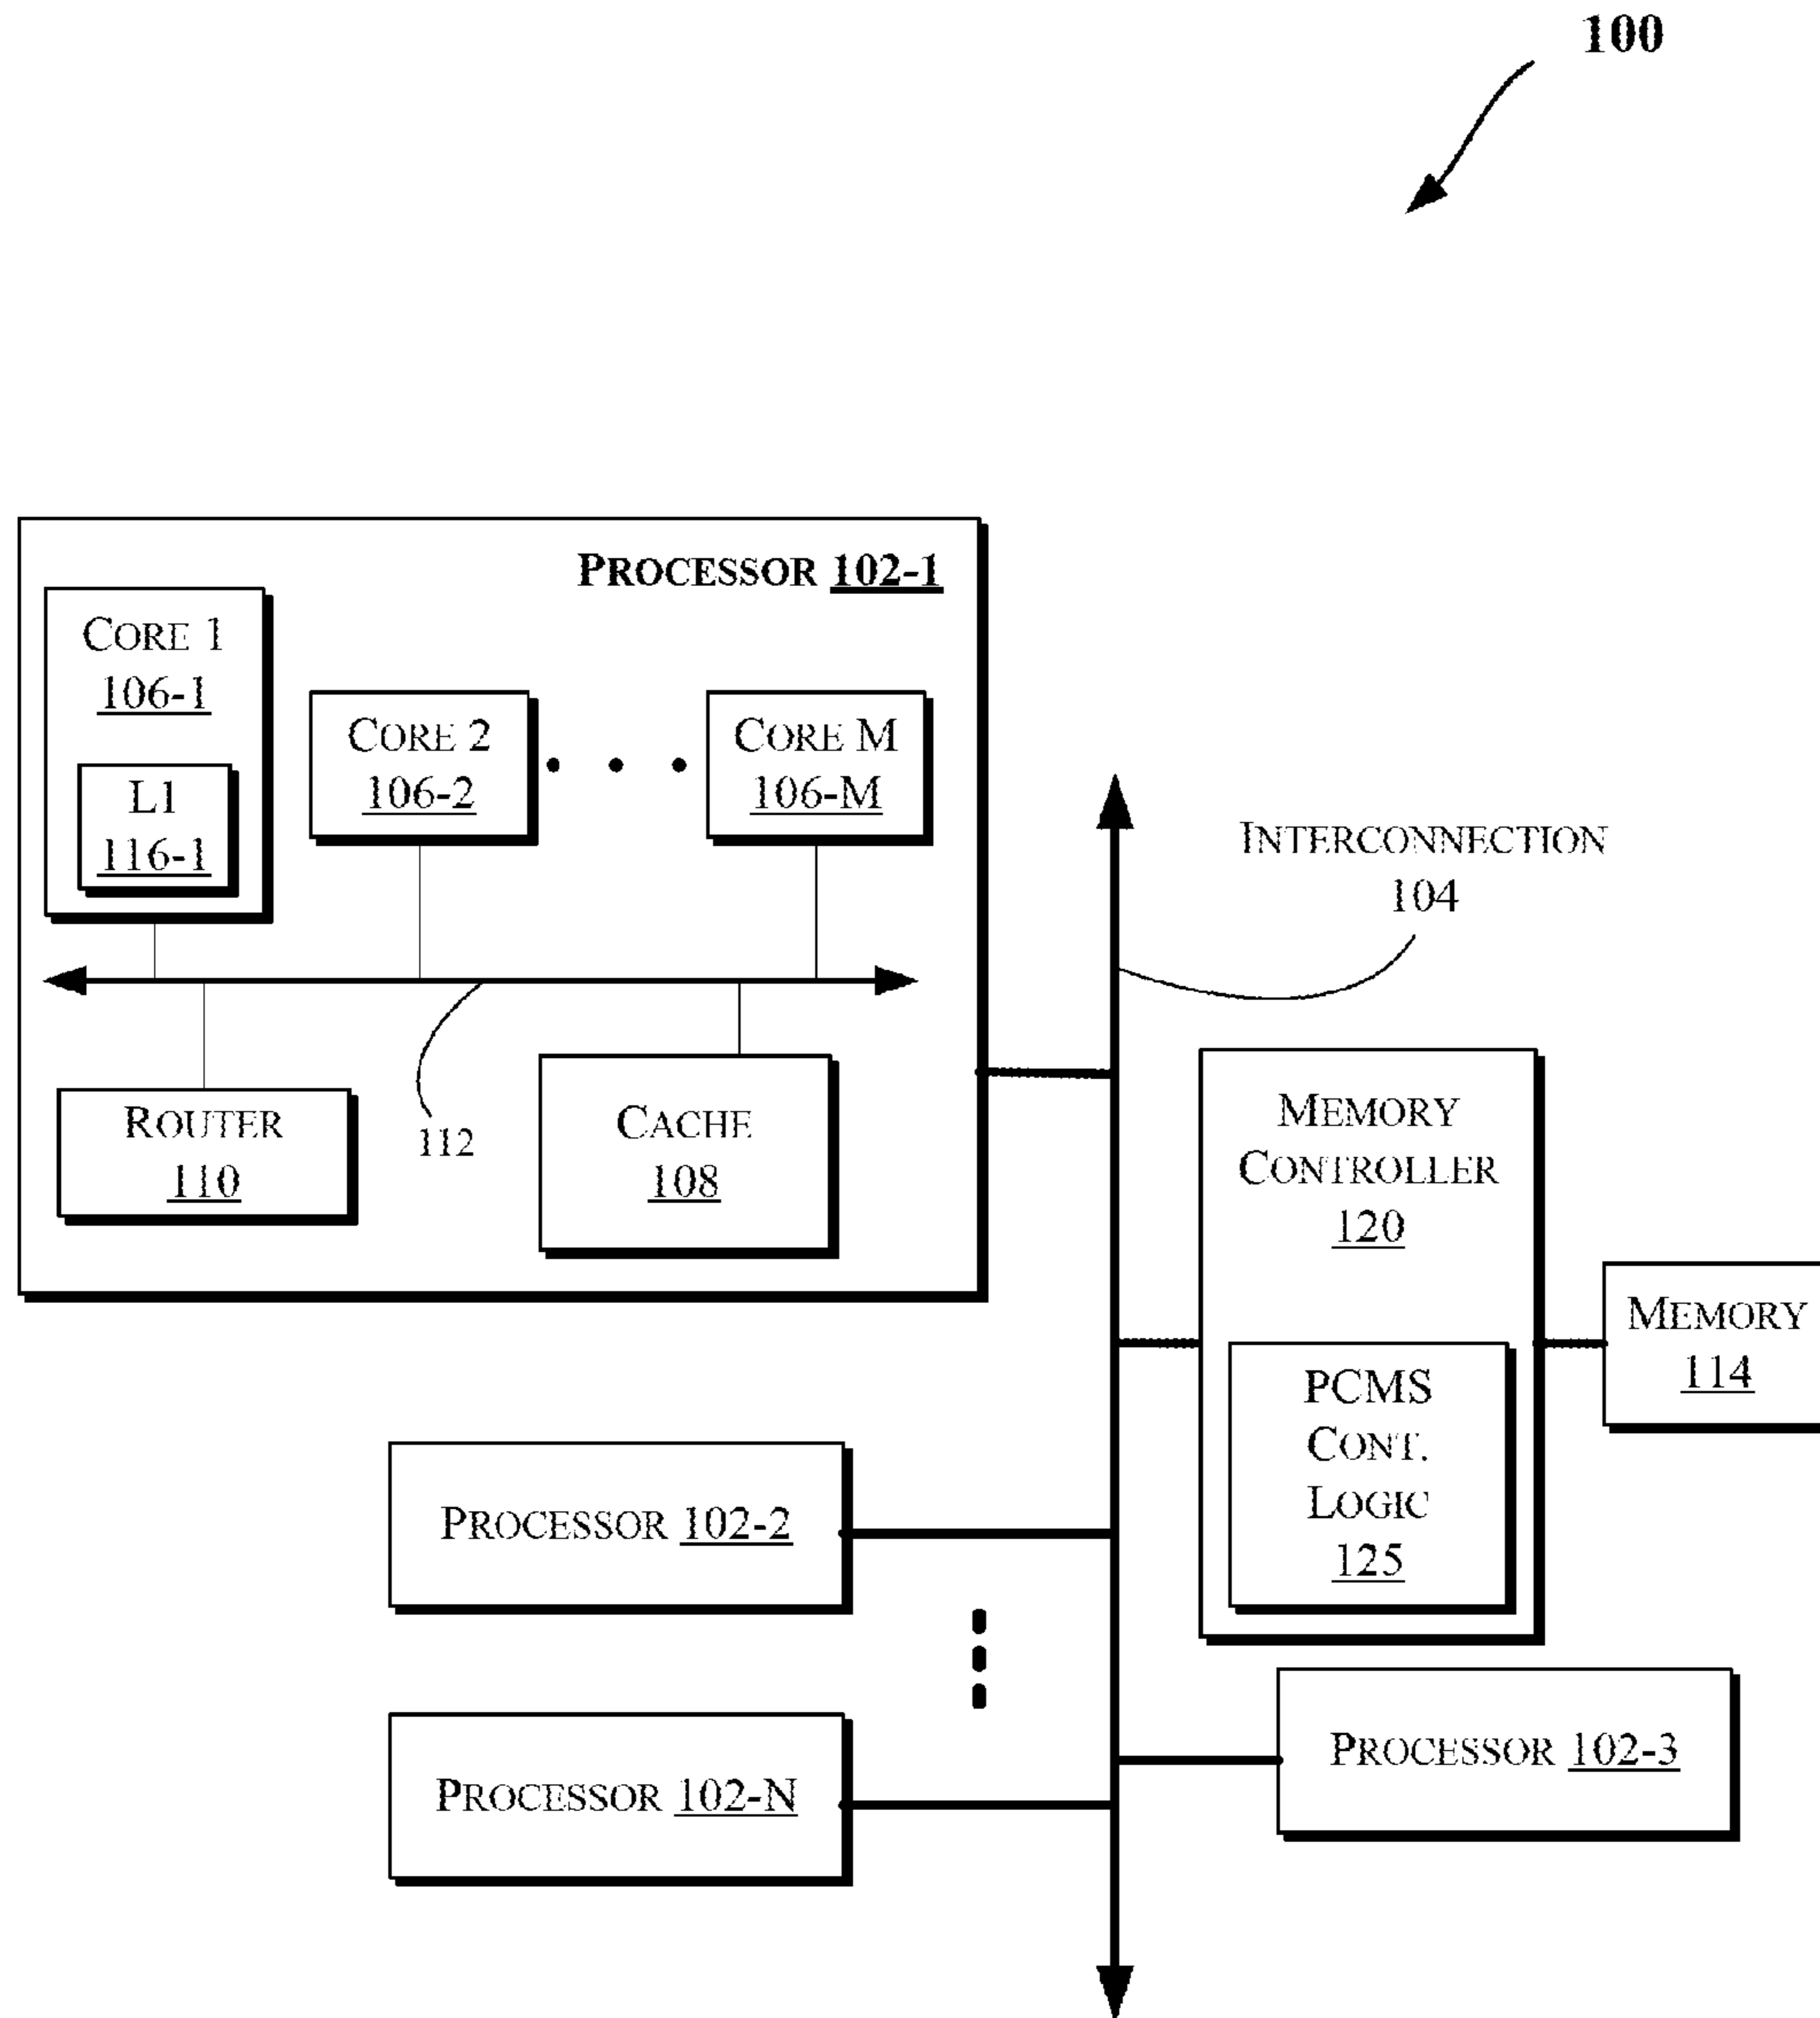 100
PROCESSOR 102-1
CORE 1
106-1
L1
116-1
CORE 2
106-2
CORE M
106-M
112
ROUTER
110
CACHE
108
INTERCONNECTION
104
MEMORY
CONTROLLER
120
PCMS
CONT.
LOGIC
125
MEMORY
114
PROCESSOR 102-2
PROCESSOR 102-3
PROCESSOR 102-N